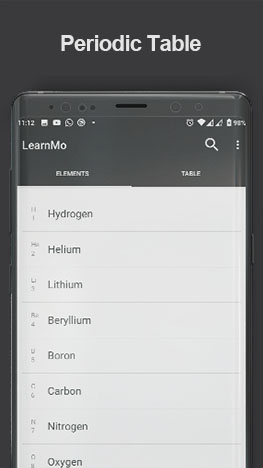 Periodic Table
11:12 98%
LearnMo
ELEMENTS TABLE
H
1
Hydrogen
He
2
Helium
Li
3
Lithium
Be
4
Beryllium
5
Boron
C
6
Carbon
N
7
Nitrogen
O
Oxygen